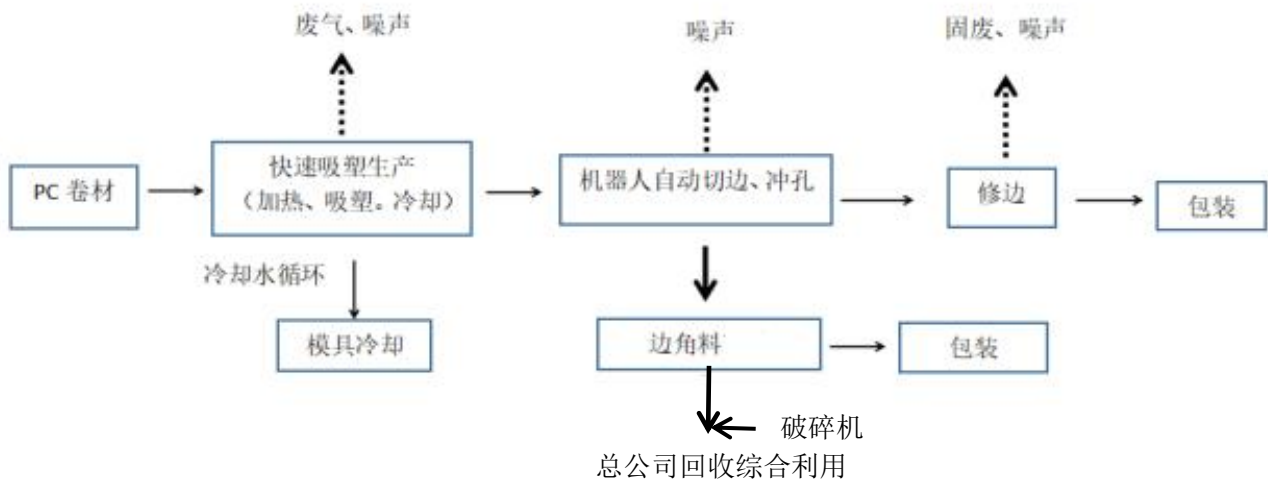 废气、噪声
噪声
固废、噪声
PC 卷材
快速吸塑生产
（加热、吸塑。冷却）
机器人自动切边、冲孔
修边
包装
冷却水循环
模具冷却
边角料
包装
破碎机
总公司回收综合利用